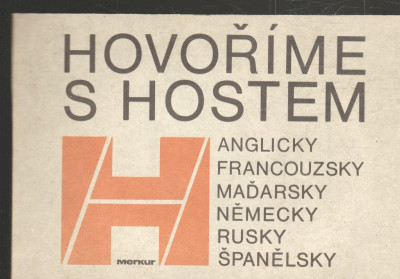 HOVOŘÍME
S HOSTEM
ANGLICKY
FRANCOUZSKY
MAĎARSKY
NĚMECKY
RUSKY
ŠPANĚLSKY
merkur